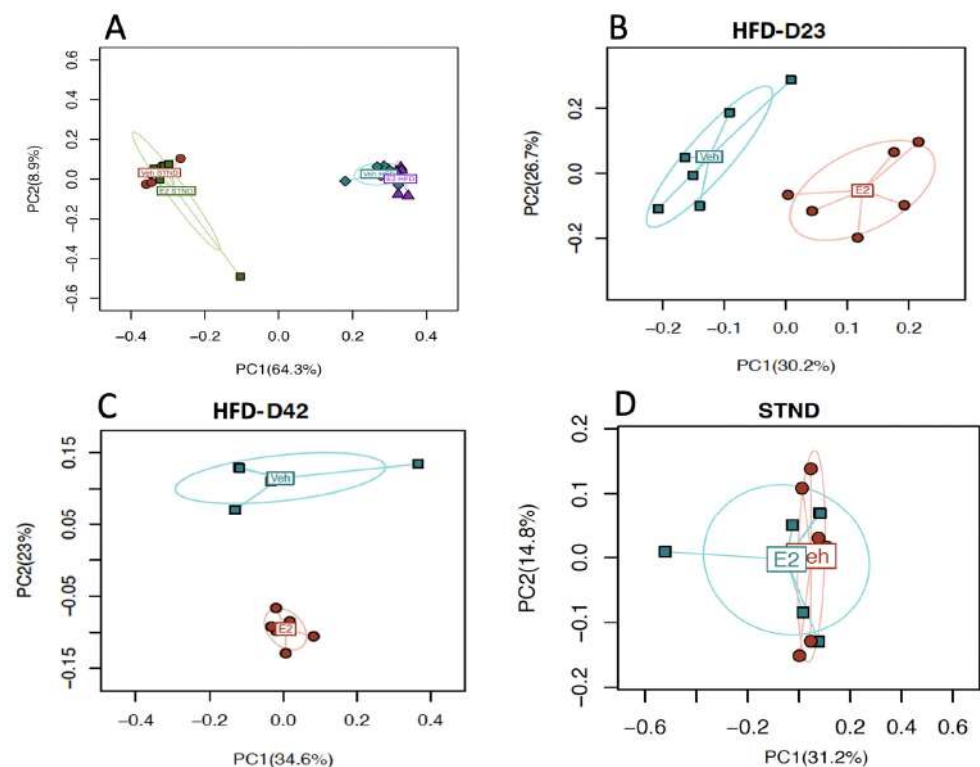 A
PC2(8.9%)
0.6
0.4
0.2
0.0
−0.2
−0.4
−0.6
Veh STND
E2 STND
Veh
E2 HFD
−0.4 −0.2 0.0 0.2 0.4
PC1(64.3%)
B
HFD-D23
PC2(26.7%)
0.2
0.0
−0.2
Veh
E2
−0.2 −0.1 0.0 0.1 0.2
PC1(30.2%)
C
HFD-D42
PC2(23%)
0.15
0.05
−0.05
−0.15
Veh
E2
−0.4 −0.2 0.0 0.2 0.4
PC1(34.6%)
D
STND
PC2(14.8%)
0.2
0.1
0.0
−0.1
−0.2
E2 eh
−0.6 −0.4 −0.2 0.0 0.2 0.4 0.6
PC1(31.2%)